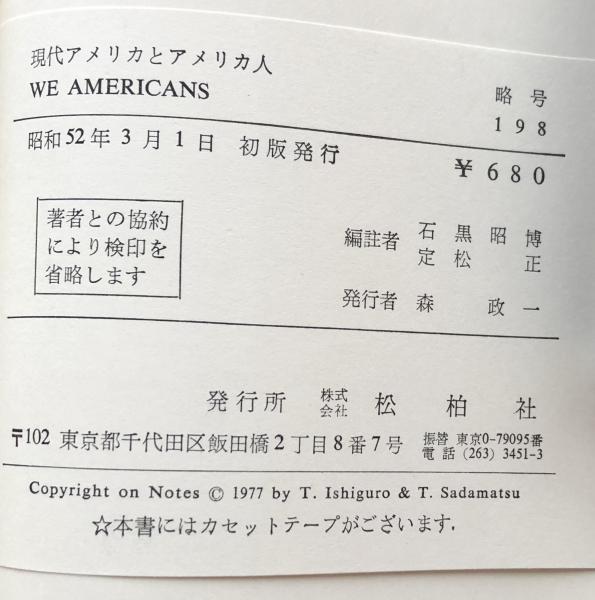 現代アメリカとアメリカ人
WE AMERICANS
略号
198
昭和52年3月1日 初版発行
¥680
著者との協約
により検印を
省略します
編註者 石黒昭博
定松正
発行者 森政一
発行所 株式会社 松柏社
〒102 東京都千代田区飯田橋2丁目8番7号 振替 東京0-79095番
電話 (263) 3451-3
Copyright on Notes © 1977 by T. Ishiguro & T. Sadamatsu
☆本書にはカセットテープがございます.